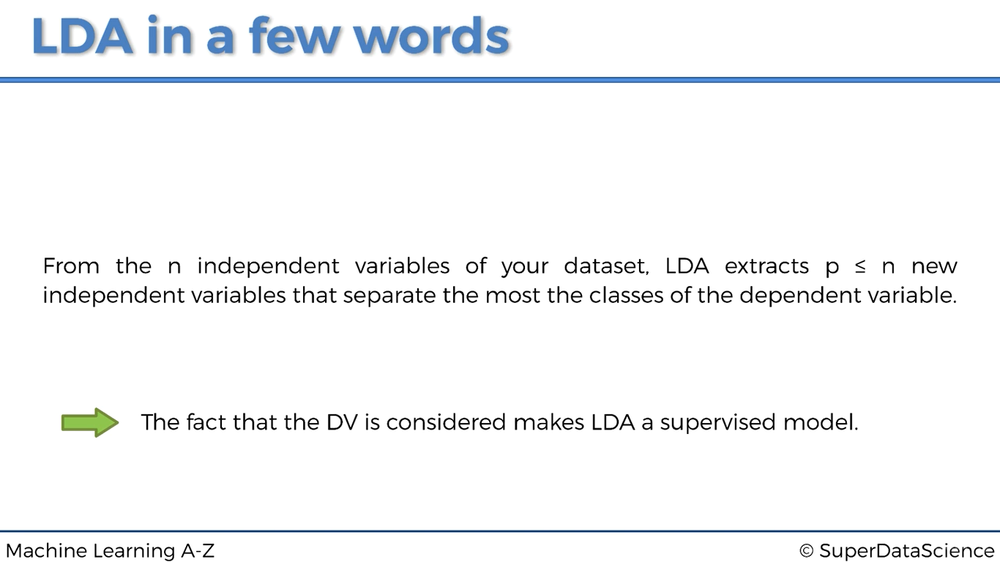 LDA in a few words
From the n independent variables of your dataset, LDA extracts p ≤ n new
independent variables that separate the most the classes of the dependent variable.
The fact that the DV is considered makes LDA a supervised model.
Machine Learning A-Z
© SuperDataScience